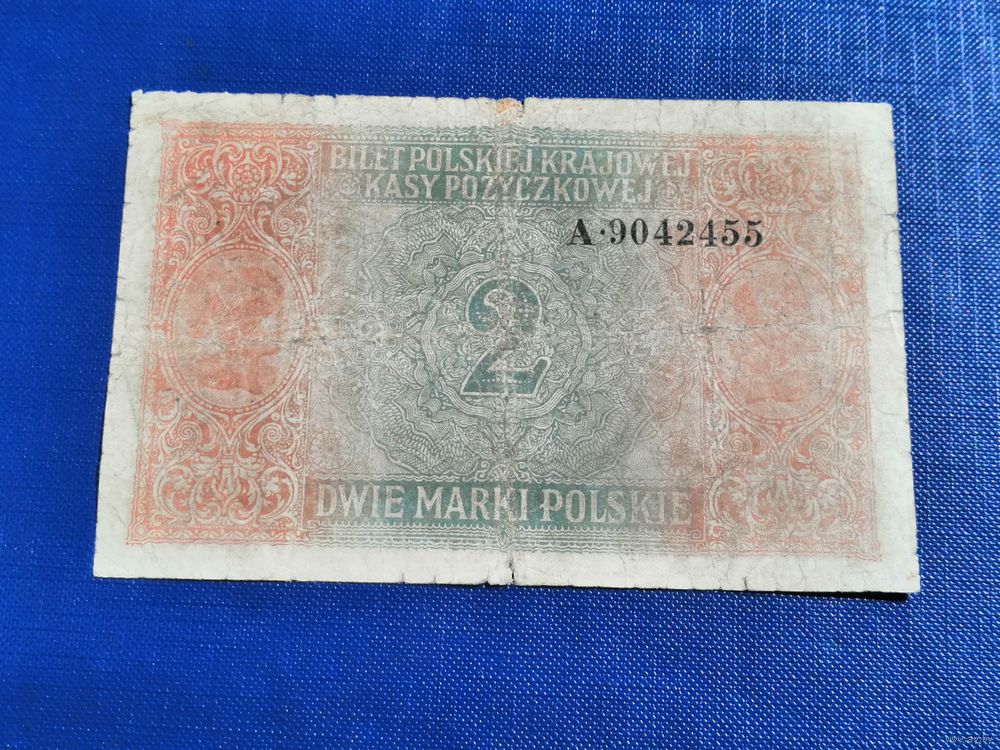 BILET POLSKIEJ KRAJOWEJ
KASY POŻYCZKOWEJ
A·9042455
2
DWIE MARKI POLSKIE